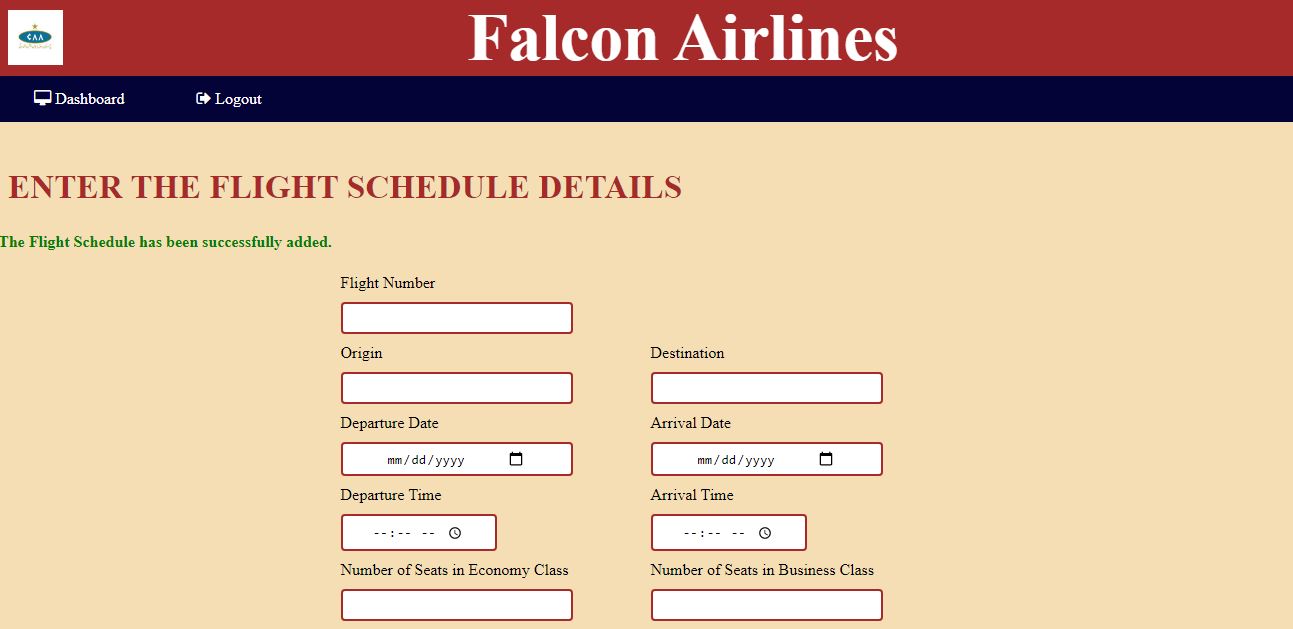 CAA
Falcon Airlines
Dashboard Logout
ENTER THE FLIGHT SCHEDULE DETAILS
The Flight Schedule has been successfully added.
Flight Number
Origin Destination
Departure Date Arrival Date
mm/dd/yyyy mm/dd/yyyy
Departure Time Arrival Time
--:-- -- --:-- --
Number of Seats in Economy Class Number of Seats in Business Class